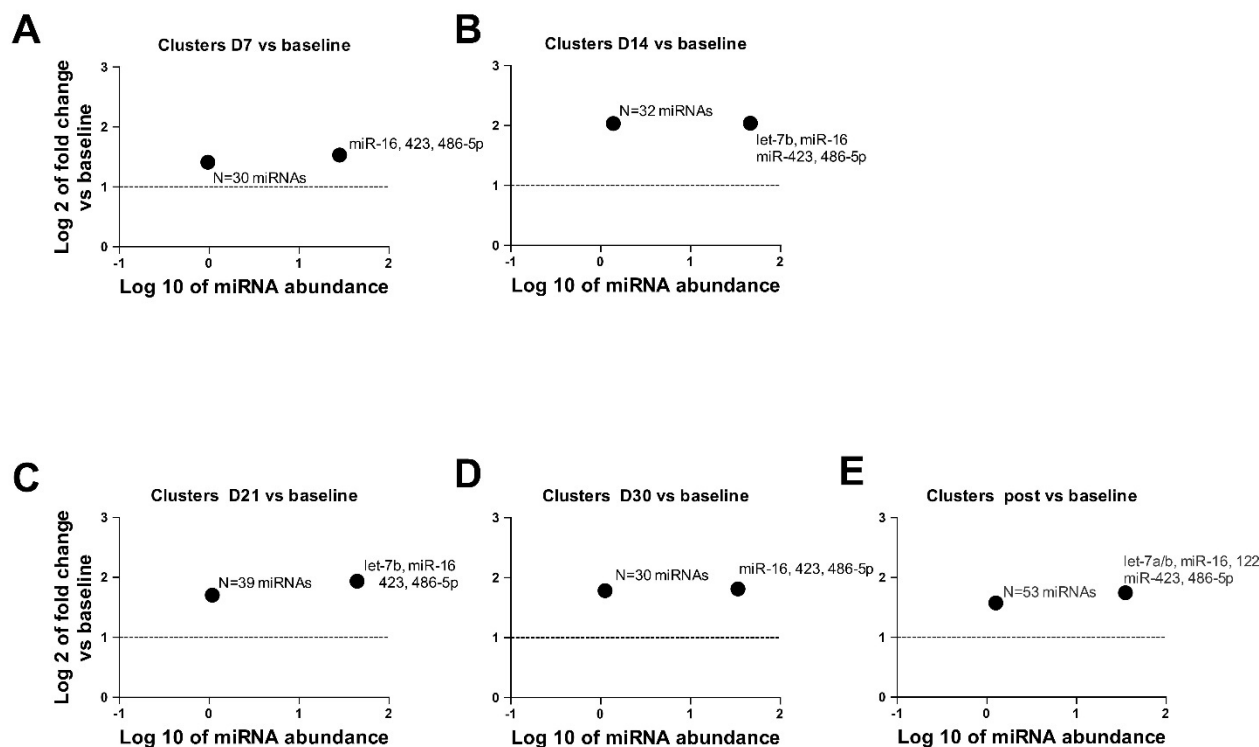 A
Clusters D7 vs baseline
Log 2 of fold change
vs baseline
3
2
1
0
miR-16, 423, 486-5p
N=30 miRNAs
-1 0 1 2
Log 10 of miRNA abundance
B
Clusters D14 vs baseline
3
2
1
0
N=32 miRNAs
let-7b, miR-16
miR-423, 486-5p
-1 0 1 2
Log 10 of miRNA abundance
C
Clusters D21 vs baseline
Log 2 of fold change
vs baseline
3
2
1
0
N=39 miRNAs
let-7b, miR-16
423, 486-5p
-1 0 1 2
Log 10 of miRNA abundance
D
Clusters D30 vs baseline
3
2
1
0
N=30 miRNAs
miR-16, 423, 486-5p
-1 0 1 2
Log 10 of miRNA abundance
E
Clusters post vs baseline
3
2
1
0
let-7a/b, miR-16, 122
miR-423, 486-5p
N=53 miRNAs
-1 0 1 2
Log 10 of miRNA abundance